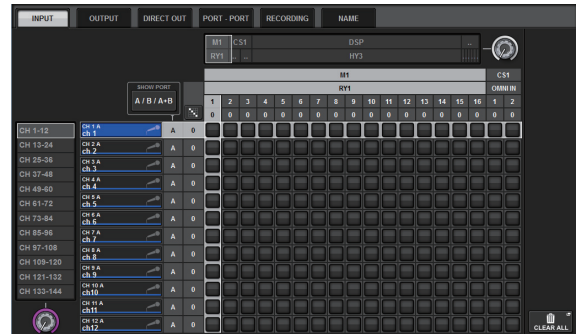 INPUT OUTPUT DIRECT OUT PORT - PORT RECORDING NAME
M1 CS1 DSP ..
RY1 .. .. HY3
M1 CS1
SHOW PORT RY1 OMNI IN
A / B / A+B 1 2 3 4 5 6 7 8 9 10 11 12 13 14 15 16 1 2
0 0 0 0 0 0 0 0 0 0 0 0 0 0 0 0 0 0
CH 1-12
CH 13-24
CH 25-36
CH 37-48
CH 49-60
CH 61-72
CH 73-84
CH 85-96
CH 97-108
CH 109-120
CH 121-132
CH 133-144
CH 1 A
ch 1 A 0
CH 2 A
ch 2 A 0
CH 3 A
ch 3 A 0
CH 4 A
ch 4 A 0
CH 5 A
ch 5 A 0
CH 6 A
ch 6 A 0
CH 7 A
ch 7 A 0
CH 8 A
ch 8 A 0
CH 9 A
ch 9 A 0
CH 10 A
ch10 A 0
CH 11 A
ch11 A 0
CH 12 A
ch12 A 0
CLEAR ALL